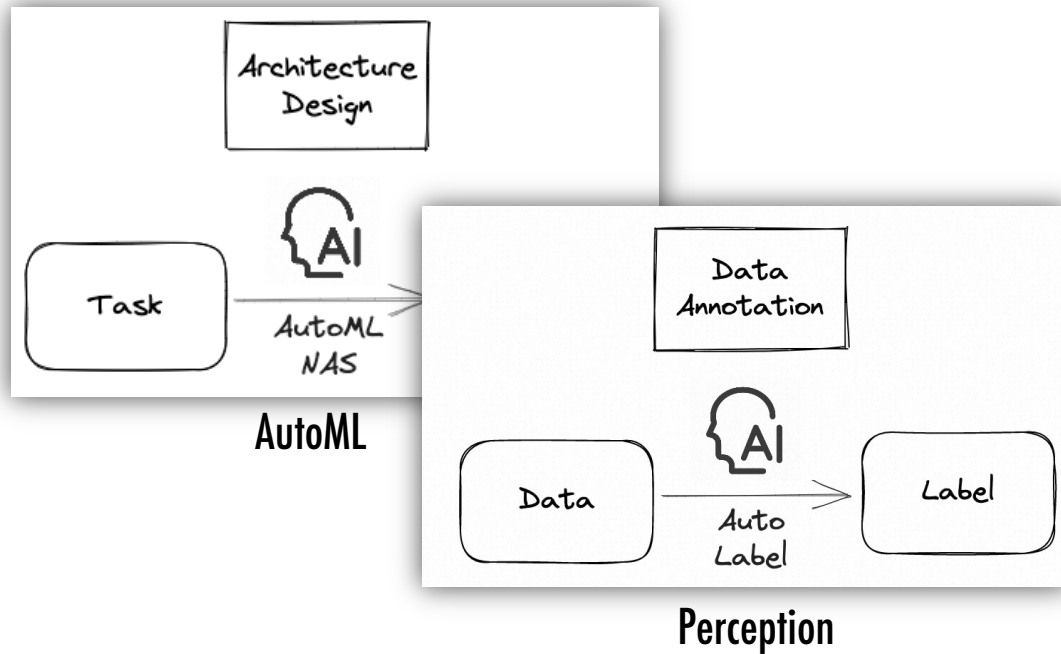 Architecture
Design
AI
Task
AutoML
NAS
AutoML
Data
Annotation
AI
Data
Auto
Label
Label
Perception